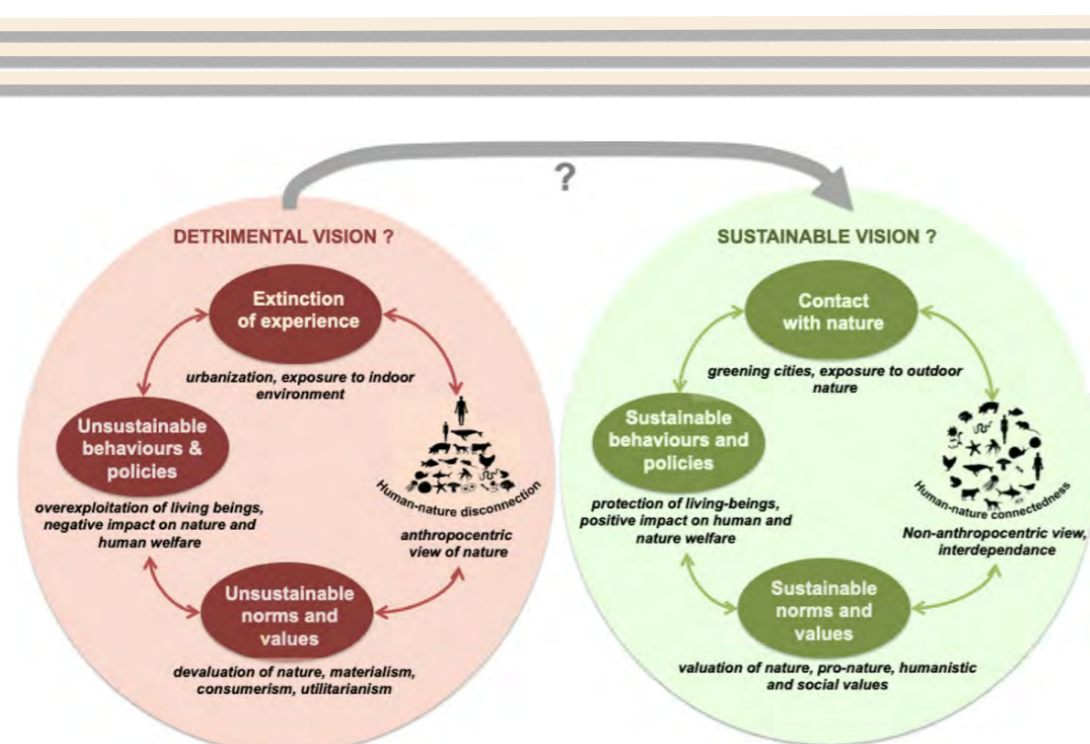 ?
DETRIMENTAL VISION ?
Extinction
of experience
urbanization, exposure to indoor
environment
Unsustainable
behaviours &
policies
overexploitation of living beings,
negative impact on nature and
human welfare
Human-nature disconnection
anthropocentric
view of nature
Unsustainable
norms and
values
devaluation of nature, materialism,
consumerism, utilitarianism
SUSTAINABLE VISION ?
Contact
with nature
greening cities, exposure to outdoor
nature
Sustainable
behaviours and
policies
protection of living-beings,
positive impact on human and
nature welfare
Human-nature connectedness
Non-anthropocentric view,
interdependance
Sustainable
norms and
values
valuation of nature, pro-nature, humanistic
and social values